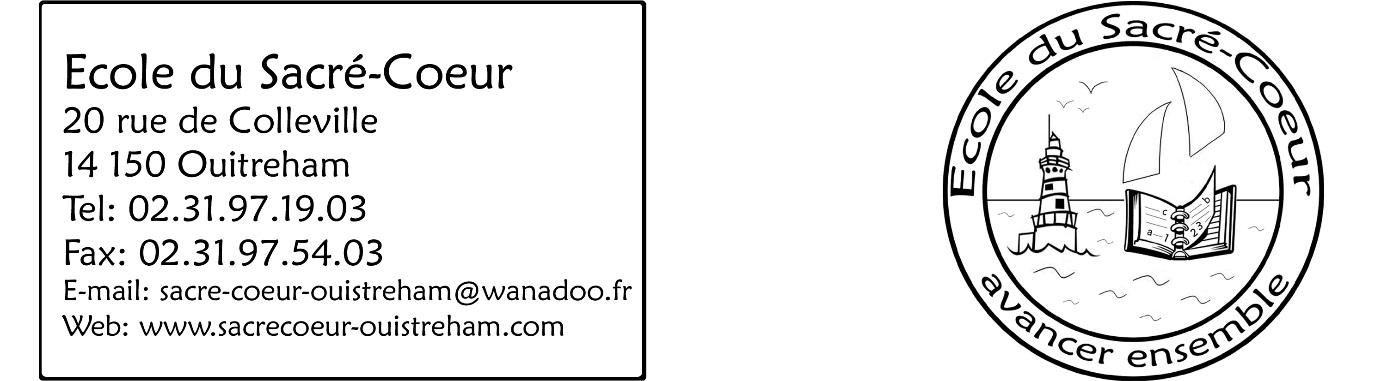 Ecole du Sacré-Coeur
20 rue de Colleville
14 150 Ouitreham
Tel: 02.31.97.19.03
Fax: 02.31.97.54.03
E-mail: sacre-coeur-ouistreham@wanadoo.fr
Web: www.sacrecoeur-ouistreham.com
Ecole du Sacré-Coeur
c b
a-1 23
avancer ensemble